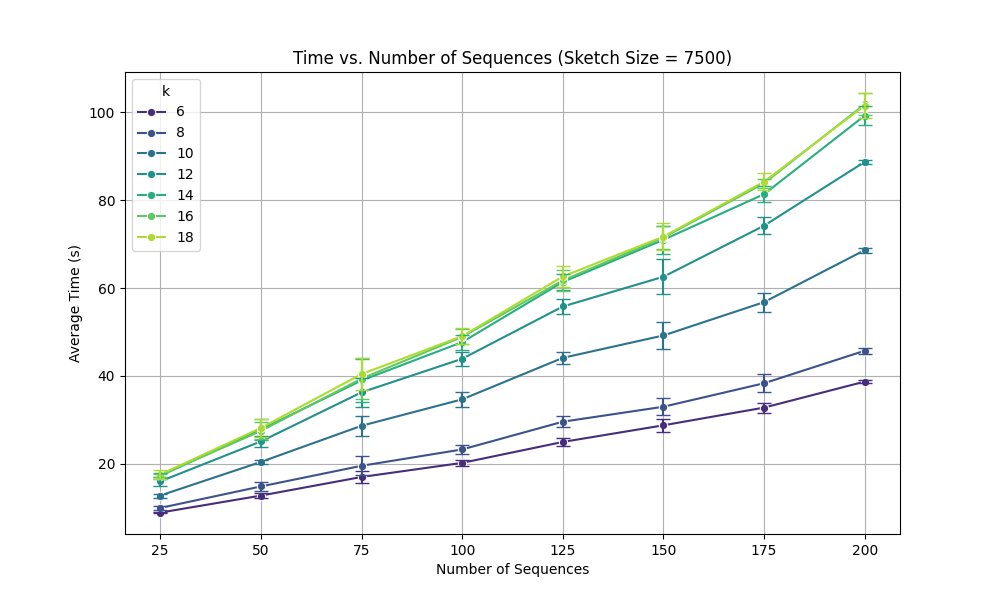 Time vs. Number of Sequences (Sketch Size = 7500)
k
6
8
10
12
14
16
18
100
80
60
40
20
Average Time (s)
25 50 75 100 125 150 175 200
Number of Sequences